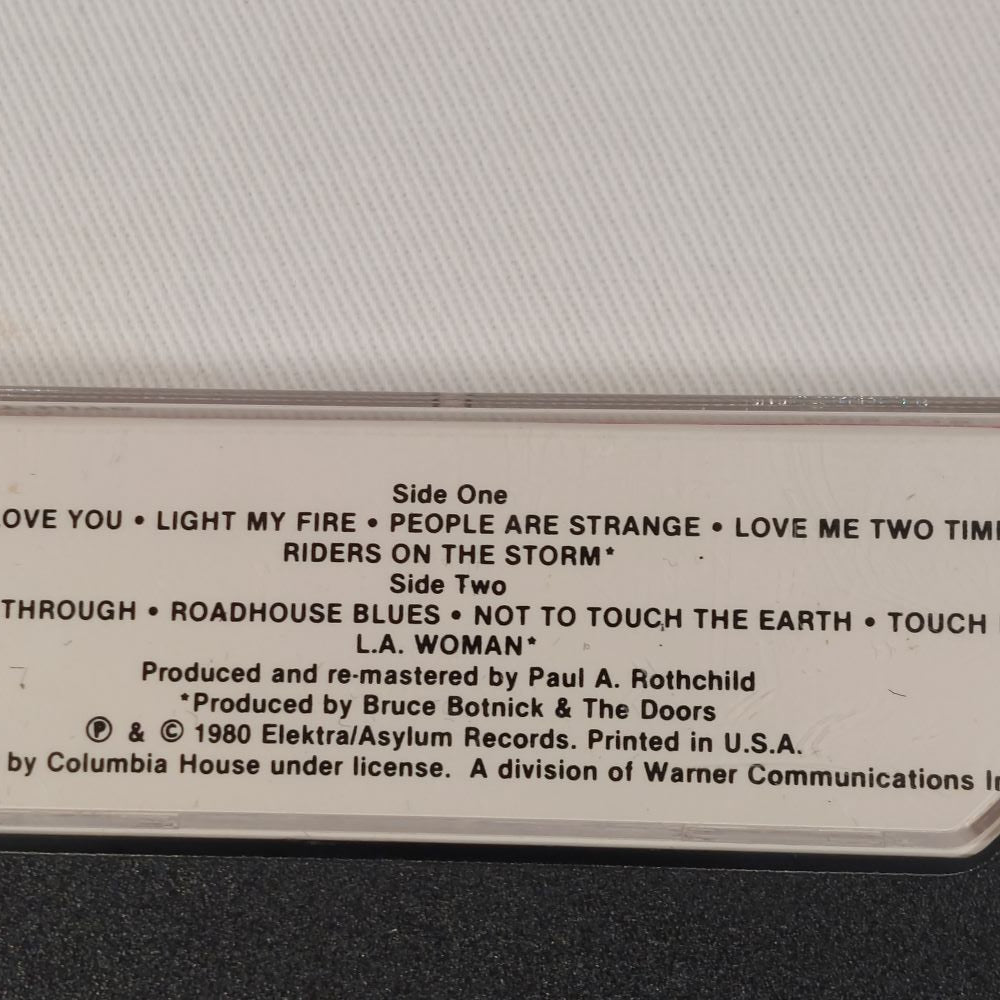 Side One
OVE YOU • LIGHT MY FIRE • PEOPLE ARE STRANGE • LOVE ME TWO TIM
RIDERS ON THE STORM*
Side Two
THROUGH • ROADHOUSE BLUES • NOT TO TOUCH THE EARTH • TOUCH
L.A. WOMAN*
Produced and re-mastered by Paul A. Rothchild
*Produced by Bruce Botnick & The Doors
℗ & © 1980 Elektra/Asylum Records. Printed in U.S.A.
by Columbia House under license. A division of Warner Communications I